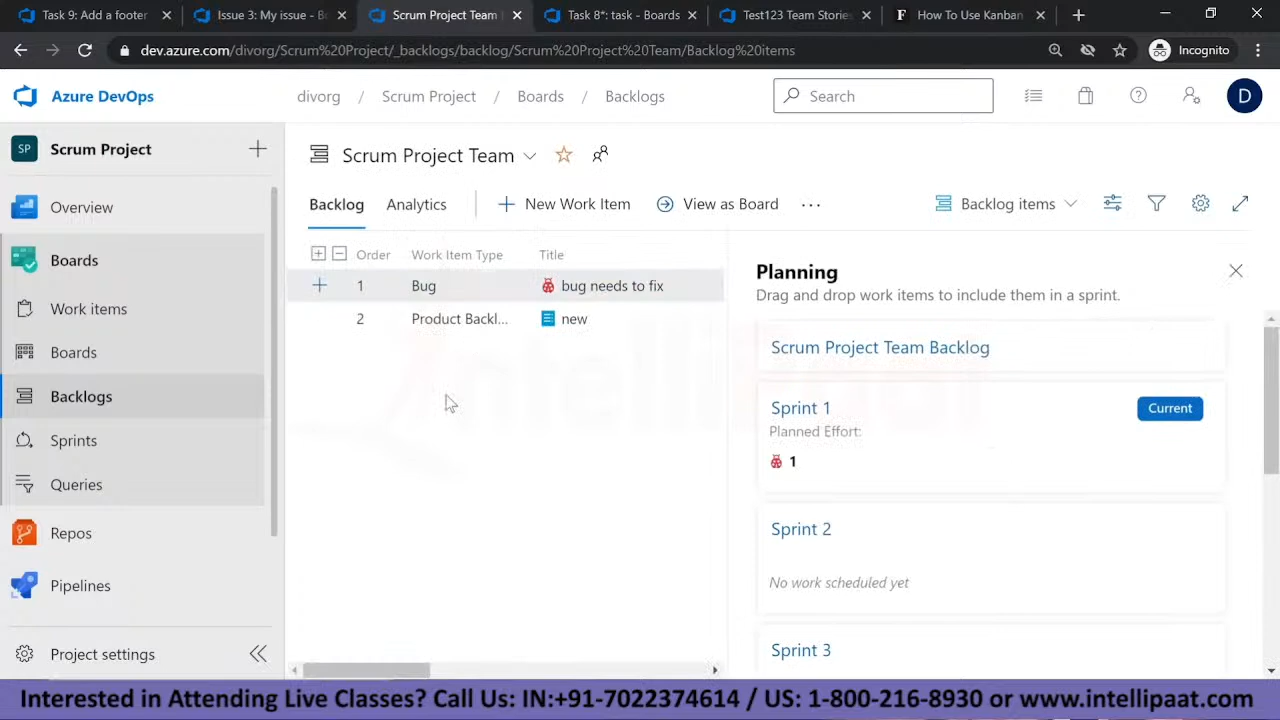 Task 9: Add a footer
Issue 3: My issue - Bo
Scrum Project Team
Task 8*: task - Boards
Test123 Team Stories
How To Use Kanban
dev.azure.com/divorg/Scrum%20Project/_backlogs/backlog/Scrum%20Project%20Team/Backlog%20items
Incognito
Azure DevOps
divorg / Scrum Project / Boards / Backlogs
Search
D
SP Scrum Project
Scrum Project Team
Overview
Backlog Analytics New Work Item View as Board ... Backlog items
Boards
Order Work Item Type Title
Planning
1 Bug bug needs to fix
Drag and drop work items to include them in a sprint.
Work items
2 Product Backl... new
Scrum Project Team Backlog
Boards
Backlogs
Sprint 1 Current
Planned Effort:
Sprints
1
Queries
Repos
Sprint 2
Pipelines
No work scheduled yet
Project settings
Sprint 3
Intellipaat
Interested in Attending Live Classes? Call Us: IN:+91-7022374614 / US: 1-800-216-8930 or www.intellipaat.com